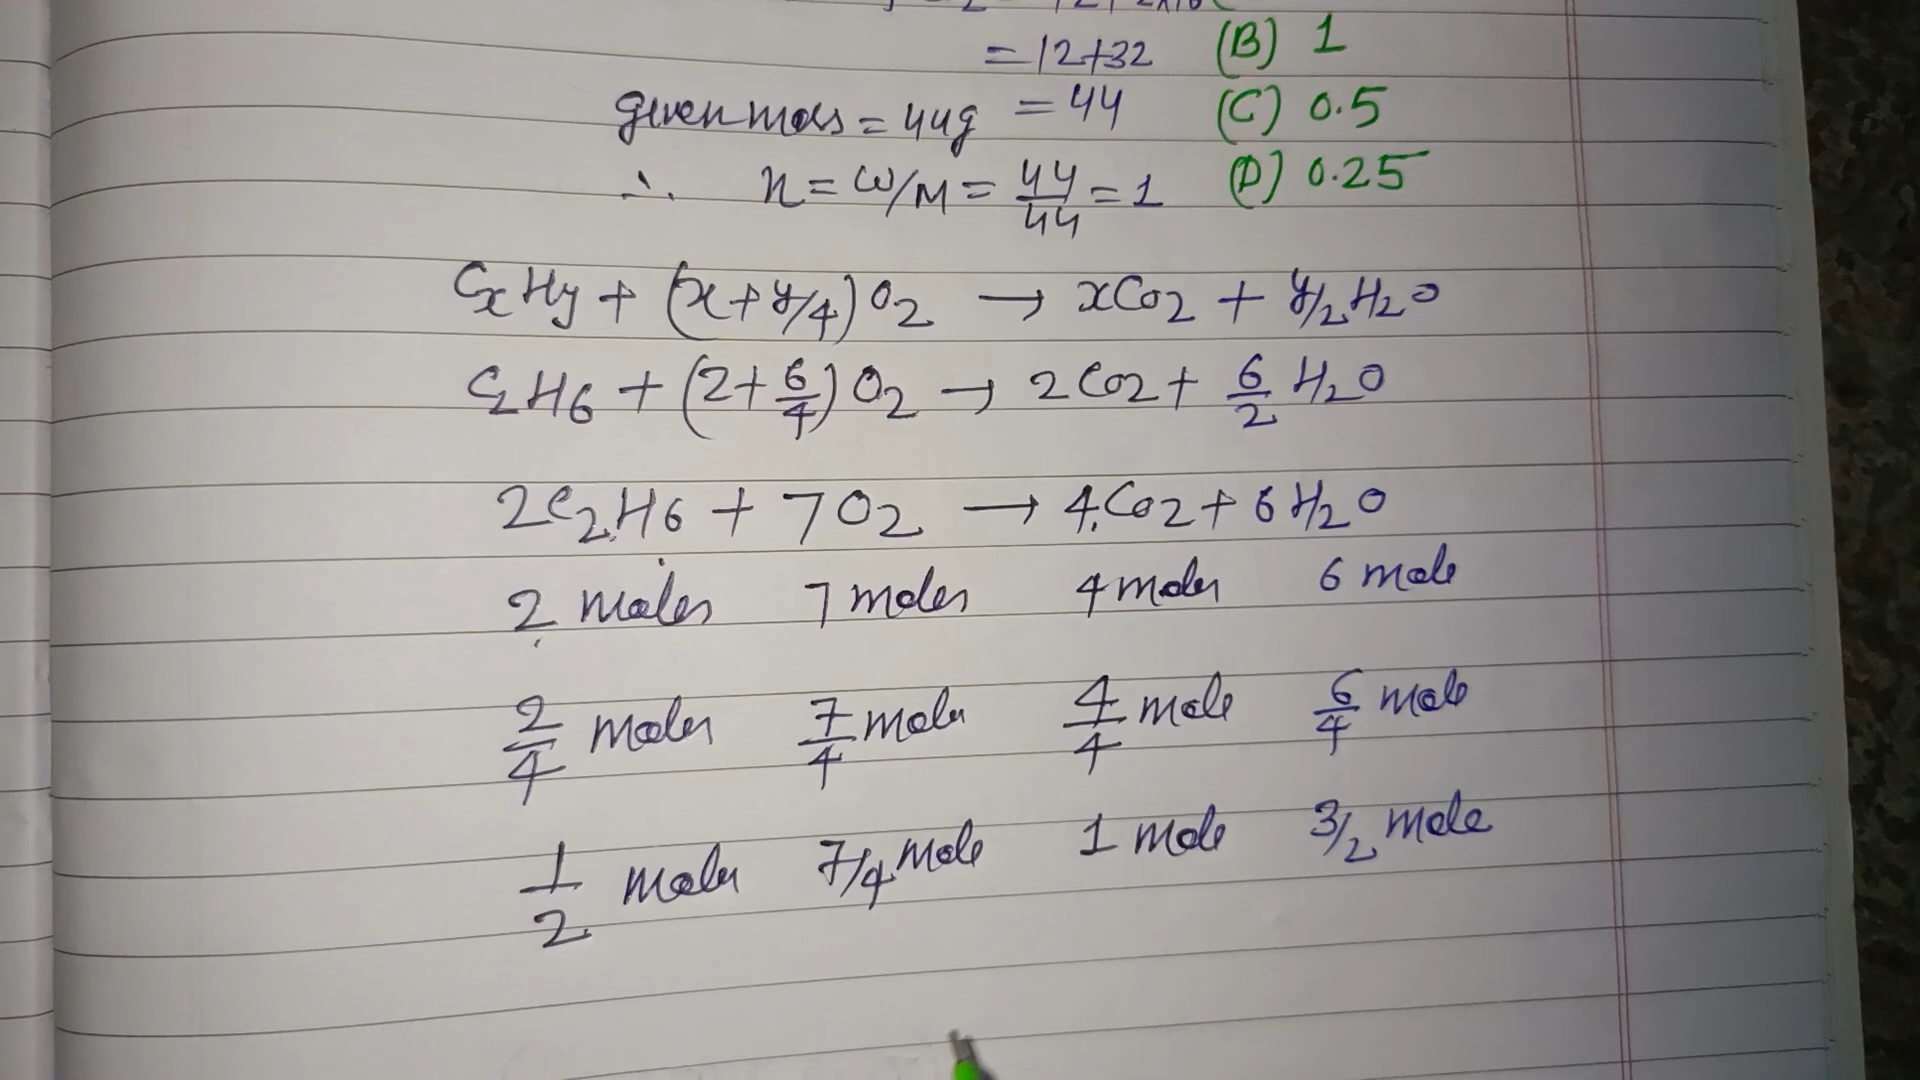 = 12+32 (B) 1
given mass = 44g = 44 (C) 0.5
∴ n = w/M = 44/44 = 1 (D) 0.25
CxHy + (x+y/4)O2 → xCO2 + y/2 H2O
C2H6 + (2+6/4)O2 → 2CO2 + 6/2 H2O
2C2H6 + 7O2 → 4CO2 + 6H2O
2 moles 7 moles 4 moles 6 mole
2/4 moles 7/4 moles 4/4 mole 6/4 mole
1/2 moles 7/4 mole 1 mole 3/2 mole